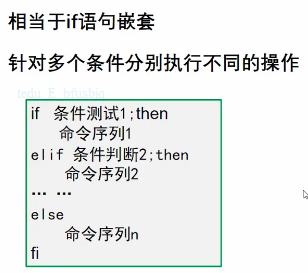 相当于if语句嵌套
针对多个条件分别执行不同的操作
if 条件测试1;then
命令序列1
elif 条件判断2;then
命令序列2
… …
else
命令序列n
fi